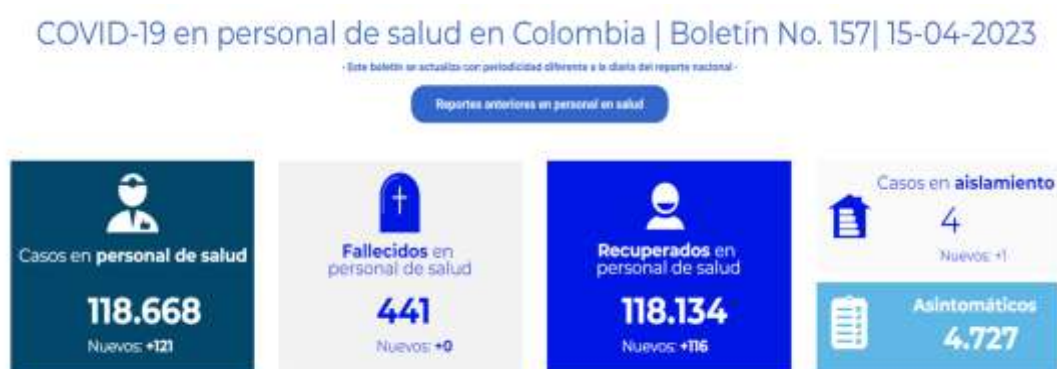 COVID-19 en personal de salud en Colombia | Boletín No. 157| 15-04-2023
- Este boletín se actualiza con periodicidad diferente a la diaria del reporte nacional -
Reportes anteriores en personal en salud
Casos en personal de salud
118.668
Nuevos: +121
Fallecidos en
personal de salud
441
Nuevos: +0
Recuperados en
personal de salud
118.134
Nuevos: +116
Casos en aislamiento
4
Nuevos: +1
Asintomáticos
4.727